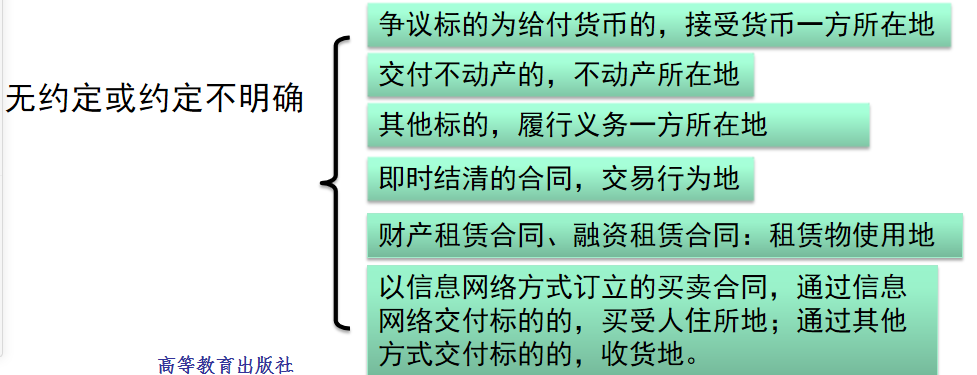 无约定或约定不明确
争议标的为给付货币的，接受货币一方所在地
交付不动产的，不动产所在地
其他标的，履行义务一方所在地
即时结清的合同，交易行为地
财产租赁合同、融资租赁合同：租赁物使用地
以信息网络方式订立的买卖合同，通过信息
网络交付标的的，买受人住所地；通过其他
方式交付标的的，收货地。
高等教育出版社